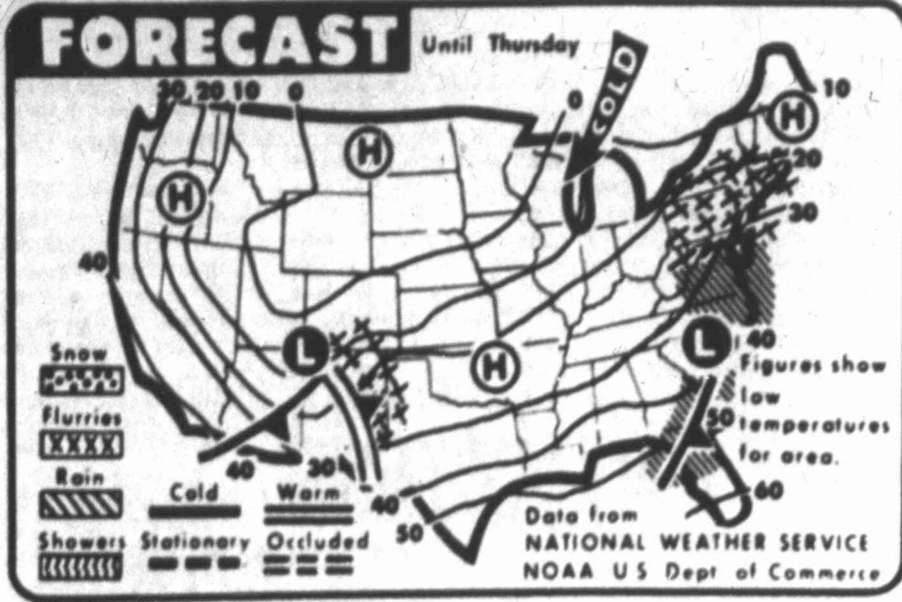 FORECAST
Until Thursday
30 20 10 0
0
COLD
10
H
H
H
20
30
40
L
H
L
40
50
60
40
30
40
50
Snow
Flurries
XXXX
Rain
Showers
Cold
Warm
Stationary
Occluded
Figures show
low
temperatures
for area.
Data from
NATIONAL WEATHER SERVICE
NOAA U S Dept of Commerce